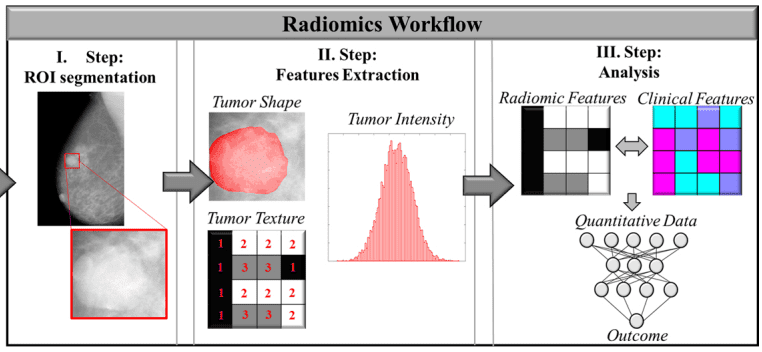 Radiomics Workflow
I. Step:
ROI segmentation
II. Step:
Features Extraction
Tumor Shape
Tumor Intensity
Tumor Texture
1 2 2 2
1 3 3 1
1 2 2 2
1 3 3 2
III. Step:
Analysis
Radiomic Features
Clinical Features
Quantitative Data
Outcome